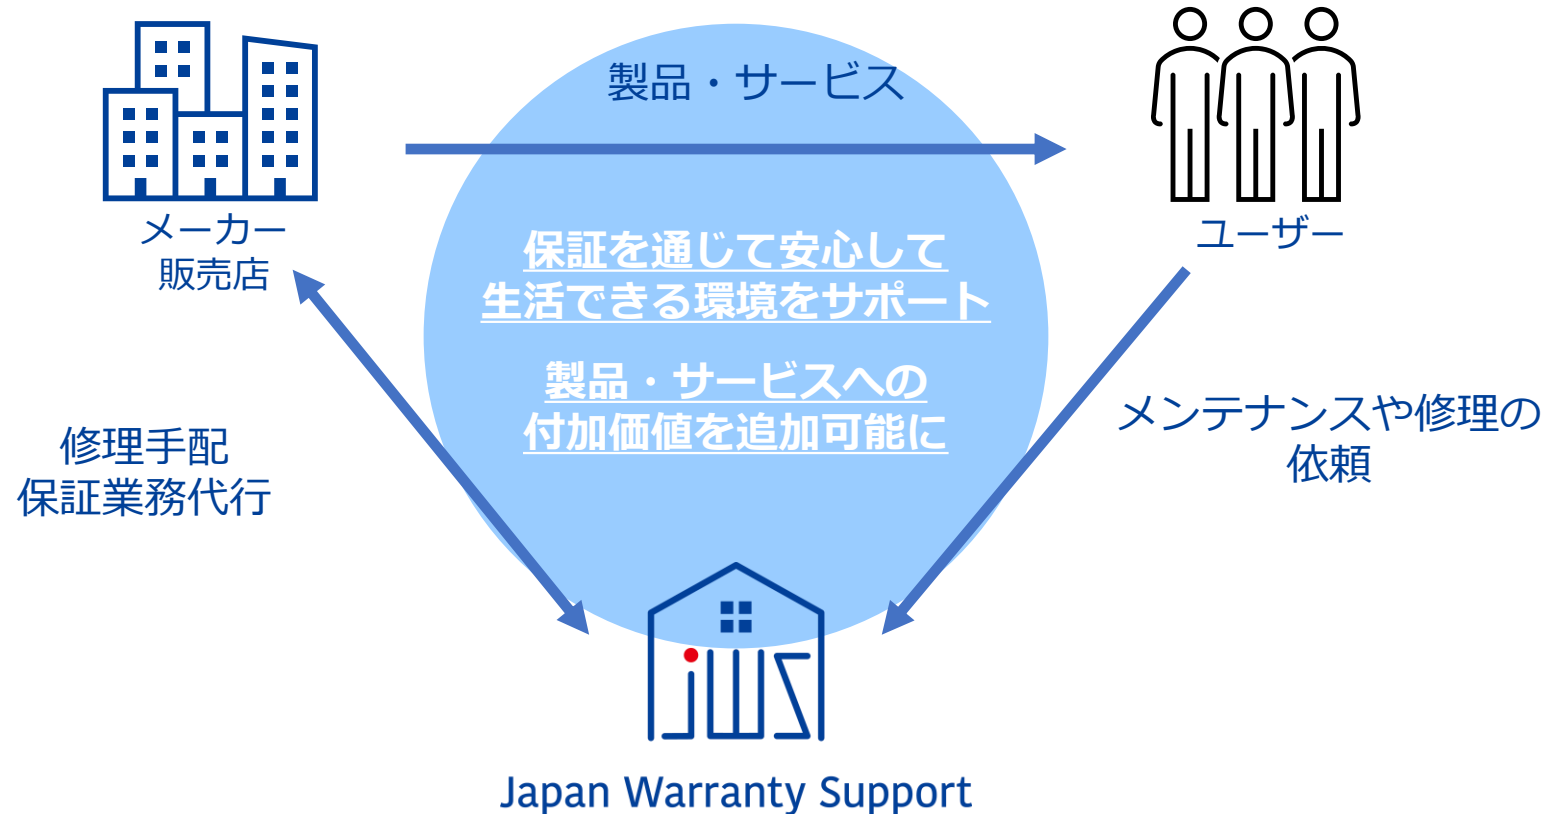 製品・サービス
メーカー
販売店
ユーザー
保証を通じて安心して
生活できる環境をサポート
製品・サービスへの
付加価値を追加可能に
修理手配
保証業務代行
メンテナンスや修理の
依頼
jws
Japan Warranty Support